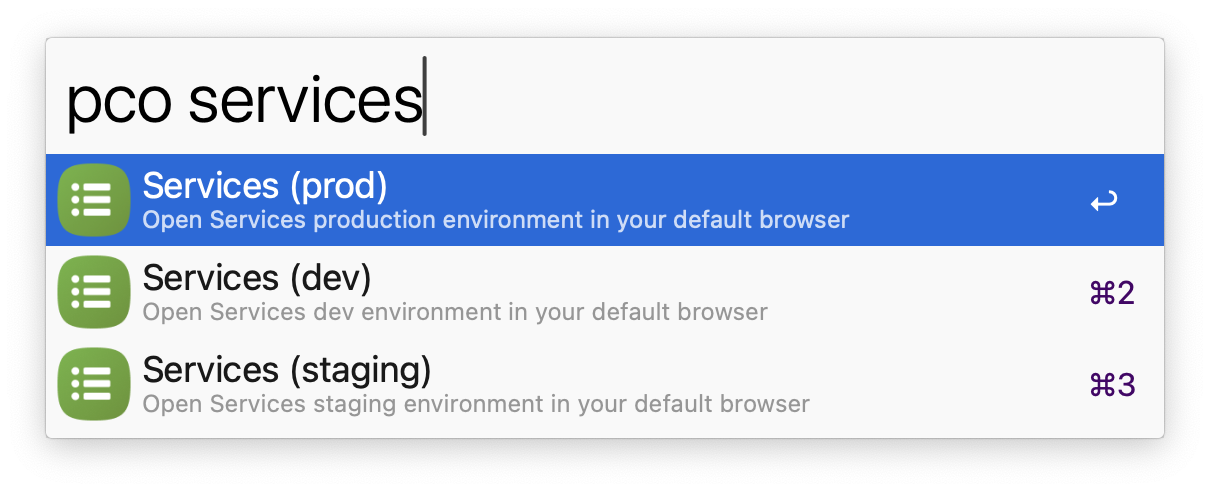 pco services
Services (prod)
Open Services production environment in your default browser
↩
Services (dev)
Open Services dev environment in your default browser
⌘2
Services (staging)
Open Services staging environment in your default browser
⌘3